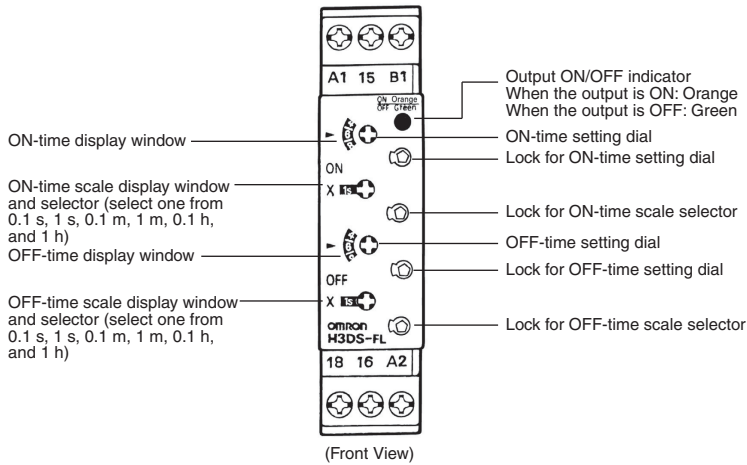 A1 15 B1
ON Orange
OFF Green
ON
X 1s
OFF
X 1s
OMRON
H3DS-FL
18 16 A2
ON-time display window
ON-time scale display window
and selector (select one from
0.1 s, 1 s, 0.1 m, 1 m, 0.1 h,
and 1 h)
OFF-time display window
OFF-time scale display window
and selector (select one from
0.1 s, 1 s, 0.1 m, 1 m, 0.1 h,
and 1 h)
Output ON/OFF indicator
When the output is ON: Orange
When the output is OFF: Green
ON-time setting dial
Lock for ON-time setting dial
Lock for ON-time scale selector
OFF-time setting dial
Lock for OFF-time setting dial
Lock for OFF-time scale selector
(Front View)